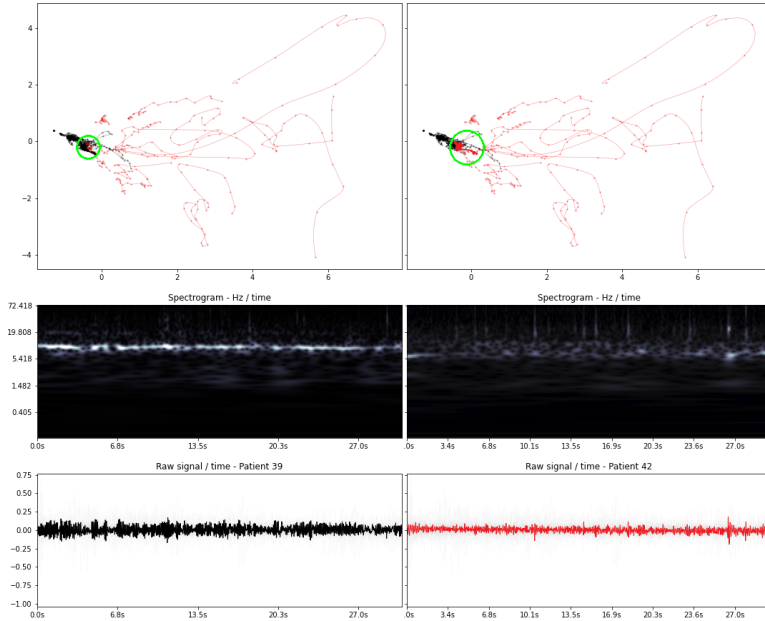 4
2
0
−2
−4
0 2 4 6
0 2 4 6
Spectrogram - Hz / time Spectrogram - Hz / time
72.418
19.808
5.418
1.482
0.405
0.0s 6.8s 13.5s 20.3s 27.0s
0.0s 3.4s 6.8s 10.1s 13.5s 16.9s 20.3s 23.6s 27.0s
Raw signal / time - Patient 39 Raw signal / time - Patient 42
0.75
0.50
0.25
0.00
−0.25
−0.50
−0.75
−1.00
0.0s 6.8s 13.5s 20.3s 27.0s
0.0s 3.4s 6.8s 10.1s 13.5s 16.9s 20.3s 23.6s 27.0s